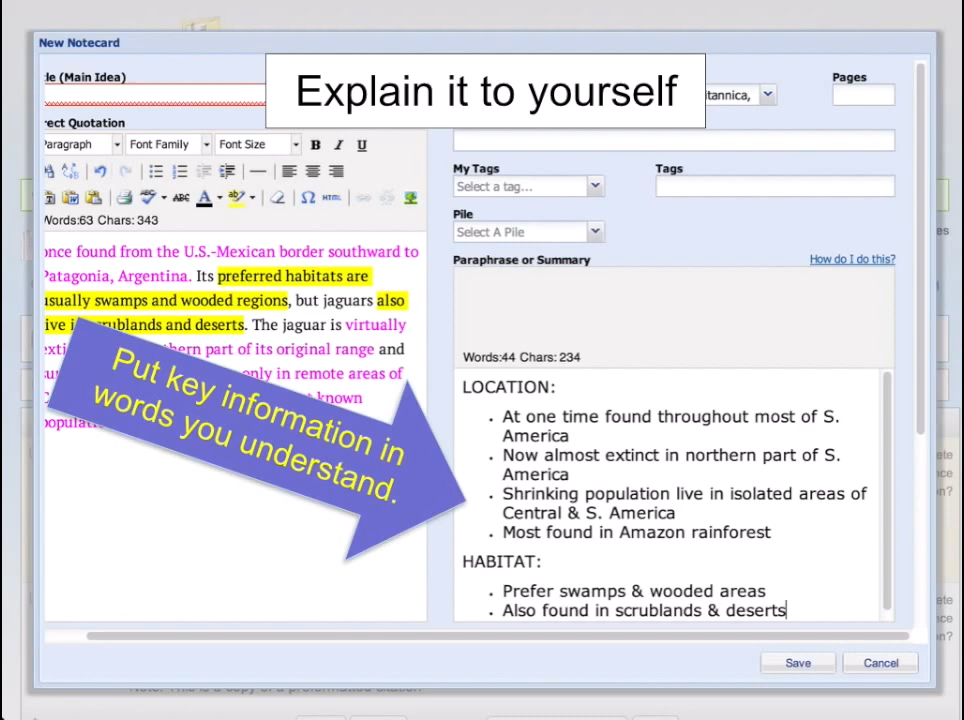 New Notecard
Explain it to yourself
(Main Idea)
Pages
Quotation
Paragraph Font Family Font Size B I U
My Tags
Tags
Select a tag...
ABC A HTML
Words:63 Chars: 343
Pile
Select A Pile
once found from the U.S.-Mexican border southward to
Patagonia, Argentina. Its preferred habitats are
usually swamps and wooded regions, but jaguars also
live scrublands and deserts. The jaguar is virtually
part of its original range and
only in remote areas of
known
Put key information in
words you understand.
Paraphrase or Summary
How do I do this?
Words:44 Chars: 234
LOCATION:
• At one time found throughout most of S.
America
• Now almost extinct in northern part of S.
America
• Shrinking population live in isolated areas of
Central & S. America
• Most found in Amazon rainforest
HABITAT:
• Prefer swamps & wooded areas
• Also found in scrublands & deserts
Save Cancel